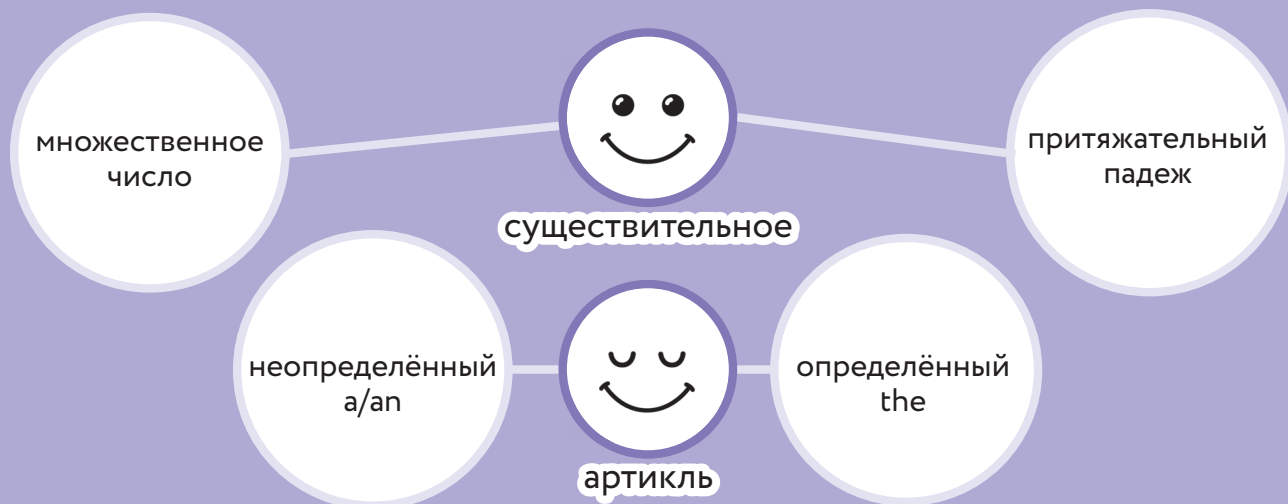 множественное
число
существительное
притяжательный
падеж
неопределённый
a/an
артикль
определённый
the